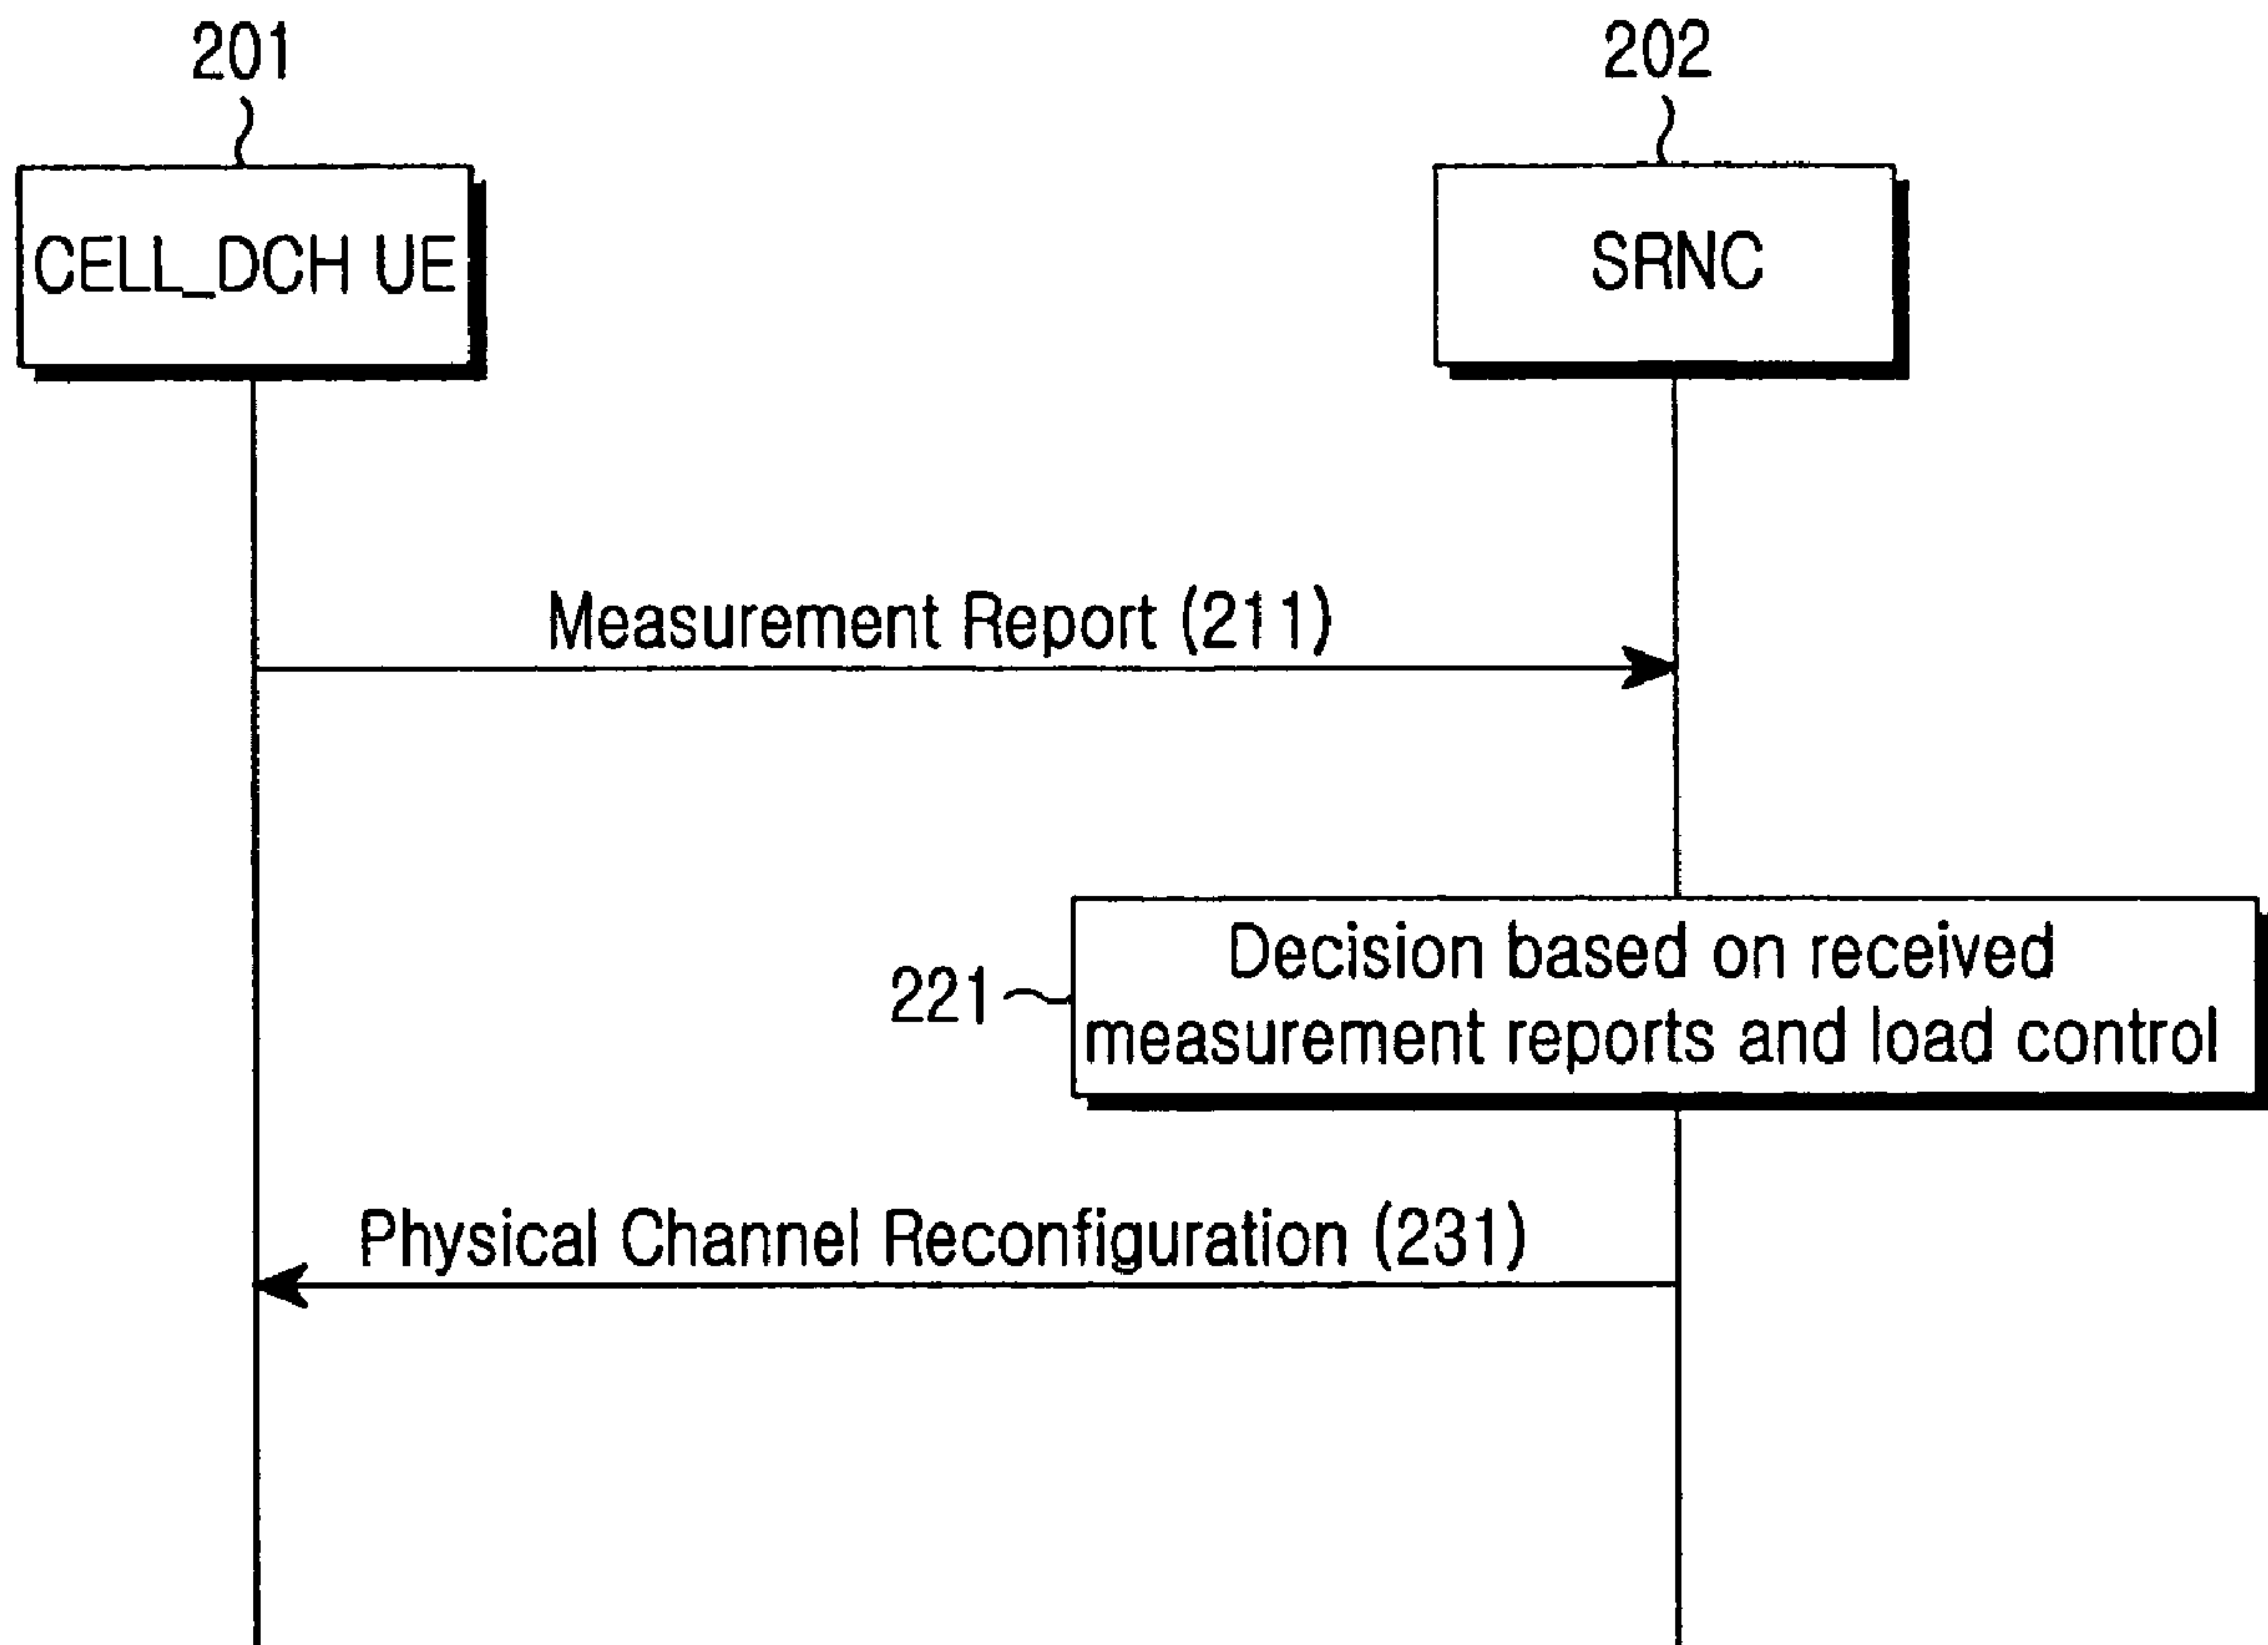 201
202
CELL_DCH UE
SRNC
Measurement Report (211)
Decision based on received
221
measurement reports and load control
Physical Channel Reconfiguration (231)